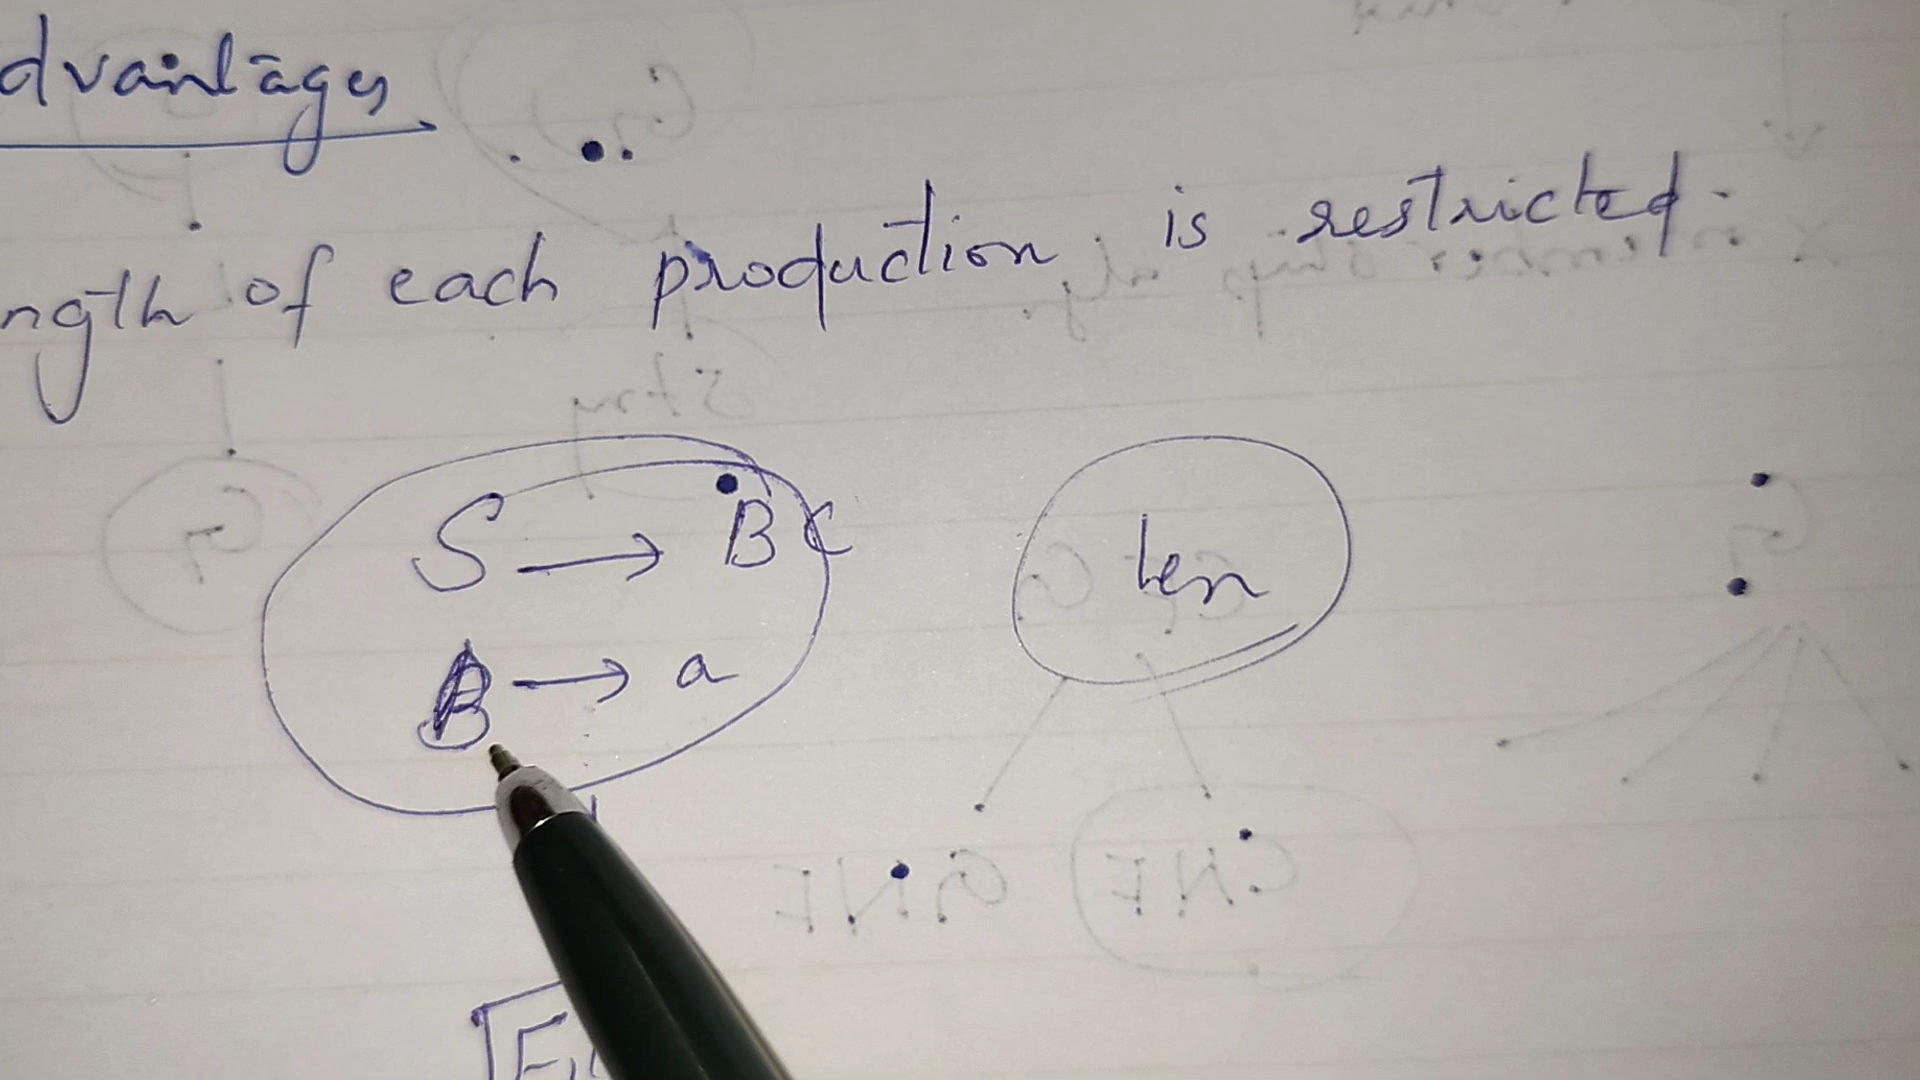 dvantages
ngth of each production is restricted.
S → BC
len
B → a